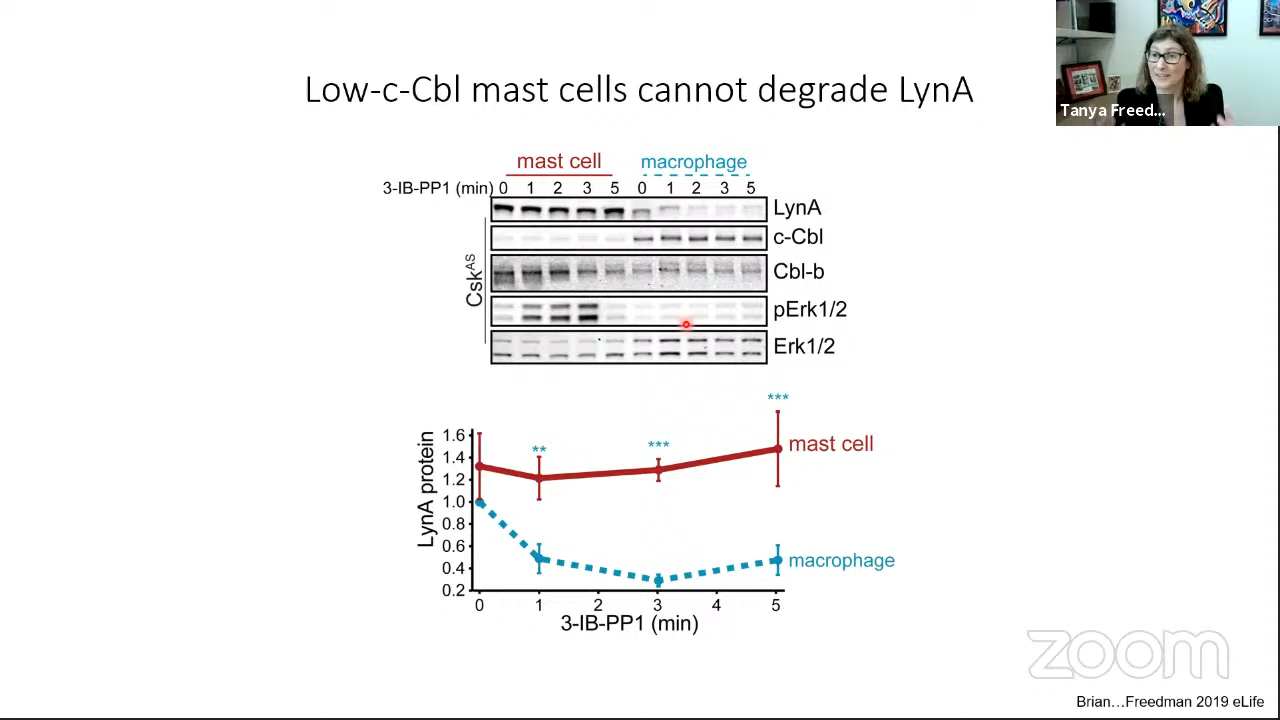 Low-c-Cbl mast cells cannot degrade LynA
Tanya Freed...
mast cell macrophage
3-IB-PP1 (min) 0 1 2 3 5 0 1 2 3 5
LynA
c-Cbl
Cbl-b
pErk1/2
Erk1/2
CskAS
***
** ***
1.6
1.4
1.2
1.0
0.8
0.6
0.4
0.2
LynA protein
mast cell
macrophage
0 1 2 3 4 5
3-IB-PP1 (min)
zoom
Brian...Freedman 2019 eLife